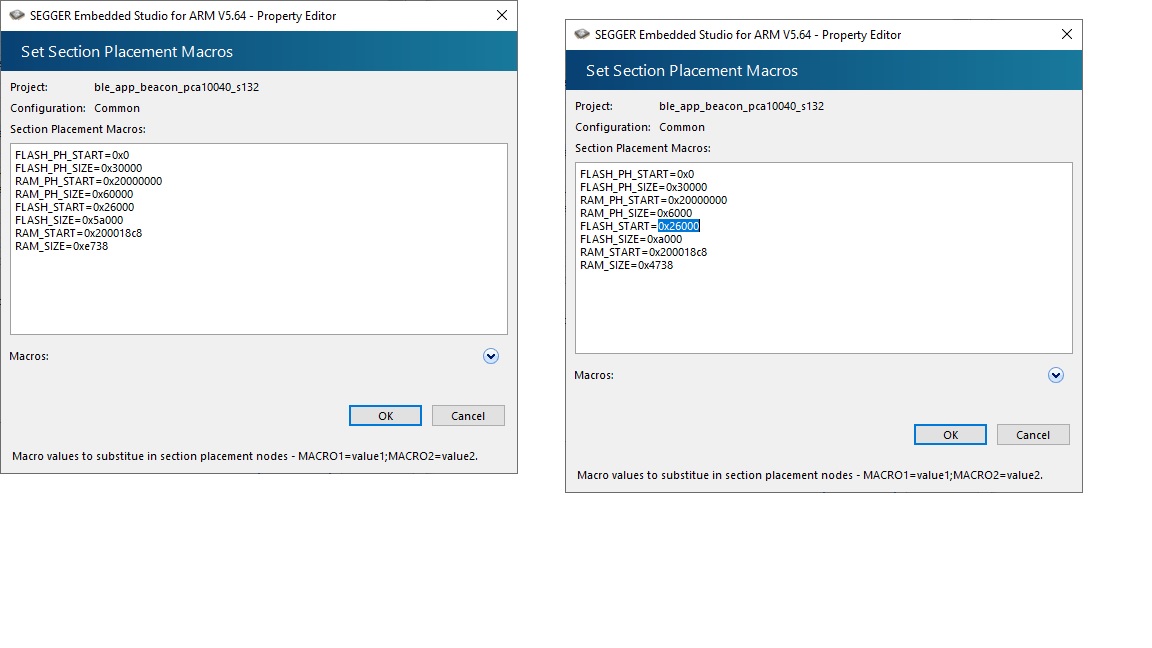 SEGGER Embedded Studio for ARM V5.64 - Property Editor
Set Section Placement Macros
Project: ble_app_beacon_pca10040_s132
Configuration: Common
Section Placement Macros:
FLASH_PH_START=0x0
FLASH_PH_SIZE=0x30000
RAM_PH_START=0x20000000
RAM_PH_SIZE=0x60000
FLASH_START=0x26000
FLASH_SIZE=0x5a000
RAM_START=0x200018c8
RAM_SIZE=0xe738
Macros:
OK Cancel
Macro values to substitue in section placement nodes - MACRO1=value1;MACRO2=value2.
SEGGER Embedded Studio for ARM V5.64 - Property Editor
Set Section Placement Macros
Project: ble_app_beacon_pca10040_s132
Configuration: Common
Section Placement Macros:
FLASH_PH_START=0x0
FLASH_PH_SIZE=0x30000
RAM_PH_START=0x20000000
RAM_PH_SIZE=0x6000
FLASH_START=0x26000
FLASH_SIZE=0xa000
RAM_START=0x200018c8
RAM_SIZE=0x4738
Macros:
OK Cancel
Macro values to substitue in section placement nodes - MACRO1=value1;MACRO2=value2.